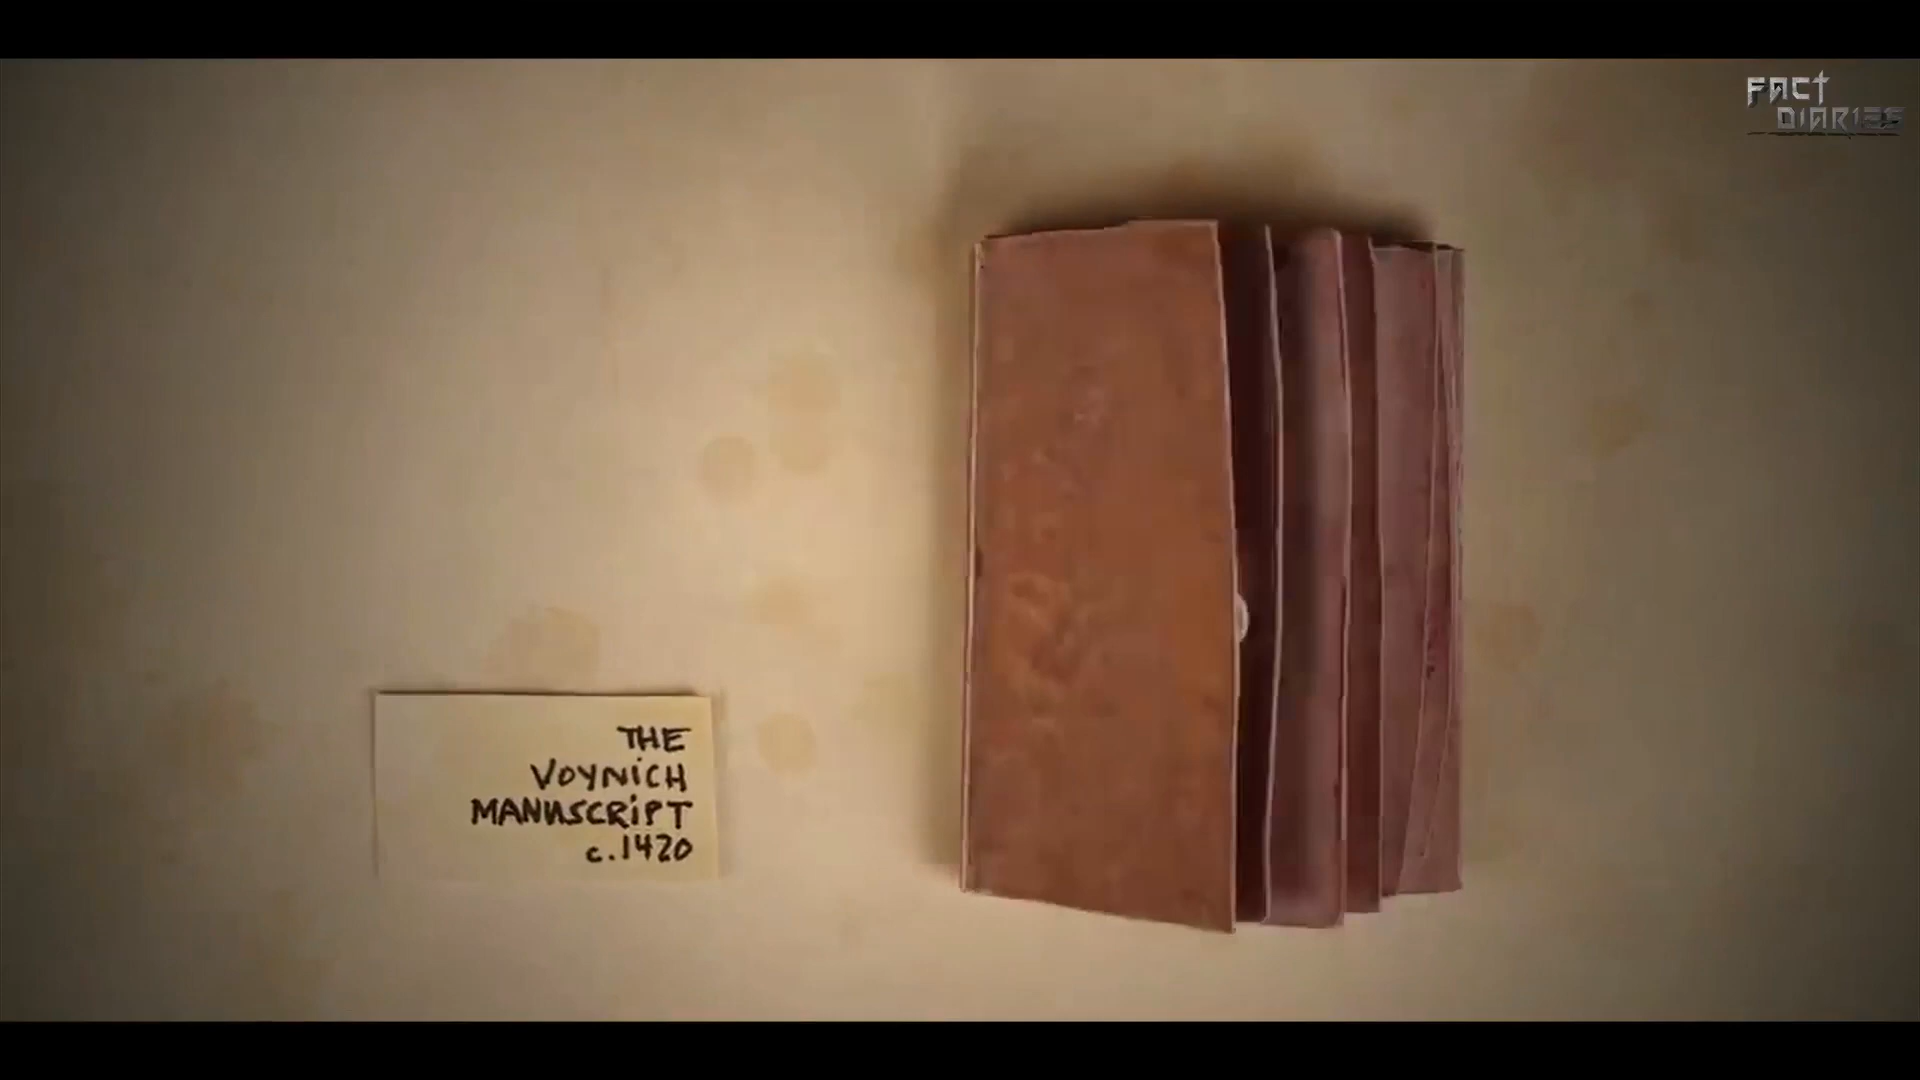 FACT
DIARIES
THE
VOYNICH
MANUSCRIPT
c.1420